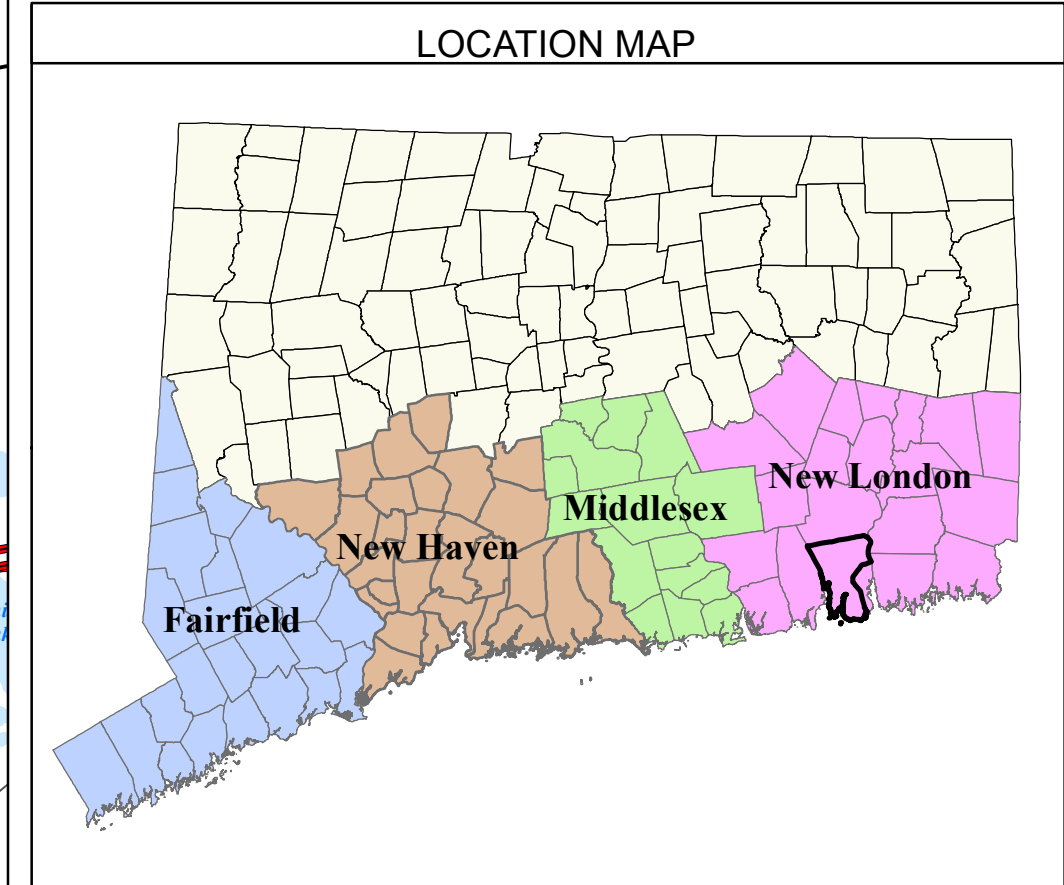 LOCATION MAP
New London
Middlesex
New Haven
Fairfield